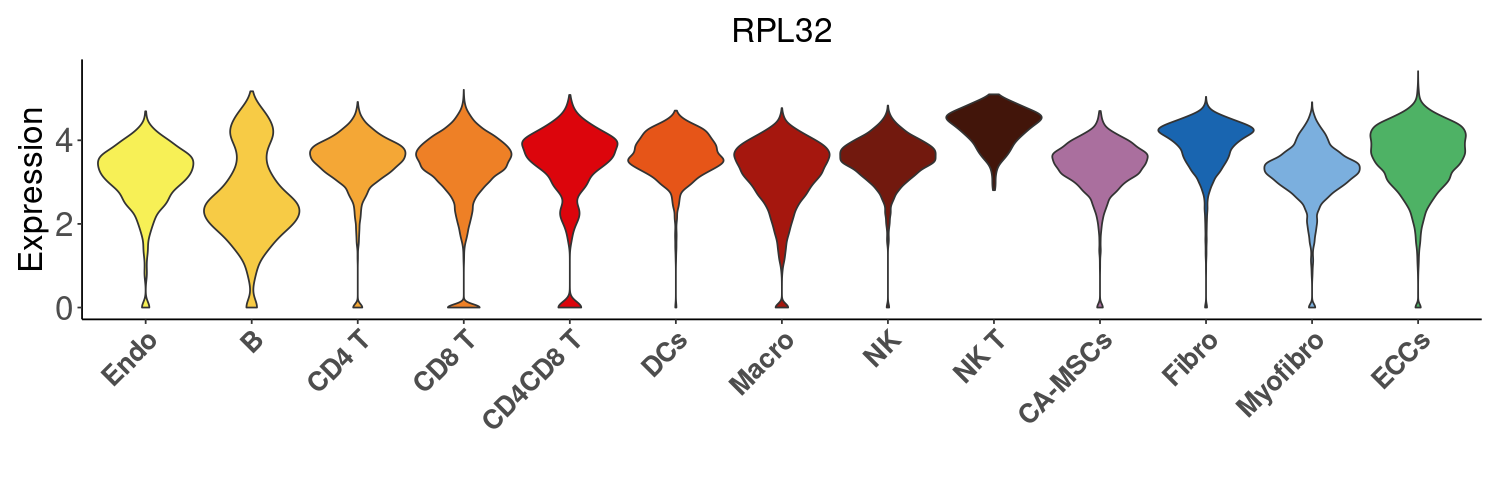 RPL32
Expression
4
2
0
Endo
B
CD4 T
CD8 T
CD4CD8 T
DCs
Macro
NK
NK T
CA-MSCs
Fibro
Myofibro
ECCs